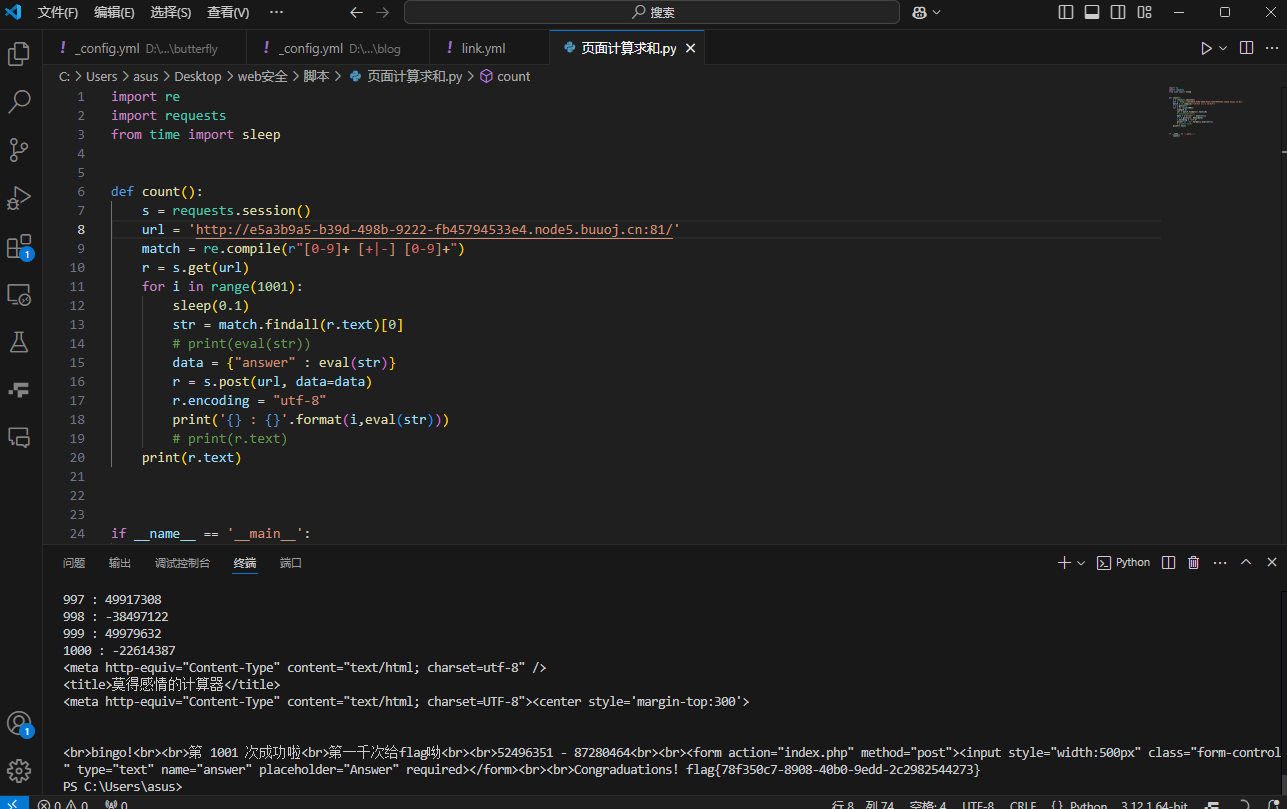 文件(F) 编辑(E) 选择(S) 查看(V) ··· 搜索
_config.yml D:\...\butterfly _config.yml D:\...\blog link.yml 页面计算求和.py
C: > Users > asus > Desktop > web安全 > 脚本 > 页面计算求和.py > count
1 import re
2 import requests
3 from time import sleep
4
5
6 def count():
7 s = requests.session()
8 url = 'http://e5a3b9a5-b39d-498b-9222-fb45794533e4.node5.buuoj.cn:81/'
9 match = re.compile(r"[0-9]+ [+|-] [0-9]+")
10 r = s.get(url)
11 for i in range(1001):
12 sleep(0.1)
13 str = match.findall(r.text)[0]
14 # print(eval(str))
15 data = {"answer" : eval(str)}
16 r = s.post(url, data=data)
17 r.encoding = "utf-8"
18 print('{} : {}'.format(i,eval(str)))
19 # print(r.text)
20 print(r.text)
21
22
23
24 if __name__ == '__main__':
问题 输出 调试控制台 终端 端口 Python
997 : 49917308
998 : -38497122
999 : 49979632
1000 : -22614387
<meta http-equiv="Content-Type" content="text/html; charset=utf-8" />
<title>莫得感情的计算器</title>
<meta http-equiv="Content-Type" content="text/html; charset=UTF-8"><center style='margin-top:300'>
<br>bingo!<br><br>第 1001 次成功啦<br>第一千次给flag呦<br><br>52496351 - 87280464<br><br><form action="index.php" method="post"><input style="width:500px" class="form-control
" type="text" name="answer" placeholder="Answer" required></form><br><br>Congraduations! flag{78f350c7-8908-40b0-9edd-2c2982544273}
PS C:\Users\asus>
1
1
0 0 0 行 8，列 74 空格: 4 UTF-8 CRLF {} Python 3.12.1 64-bit